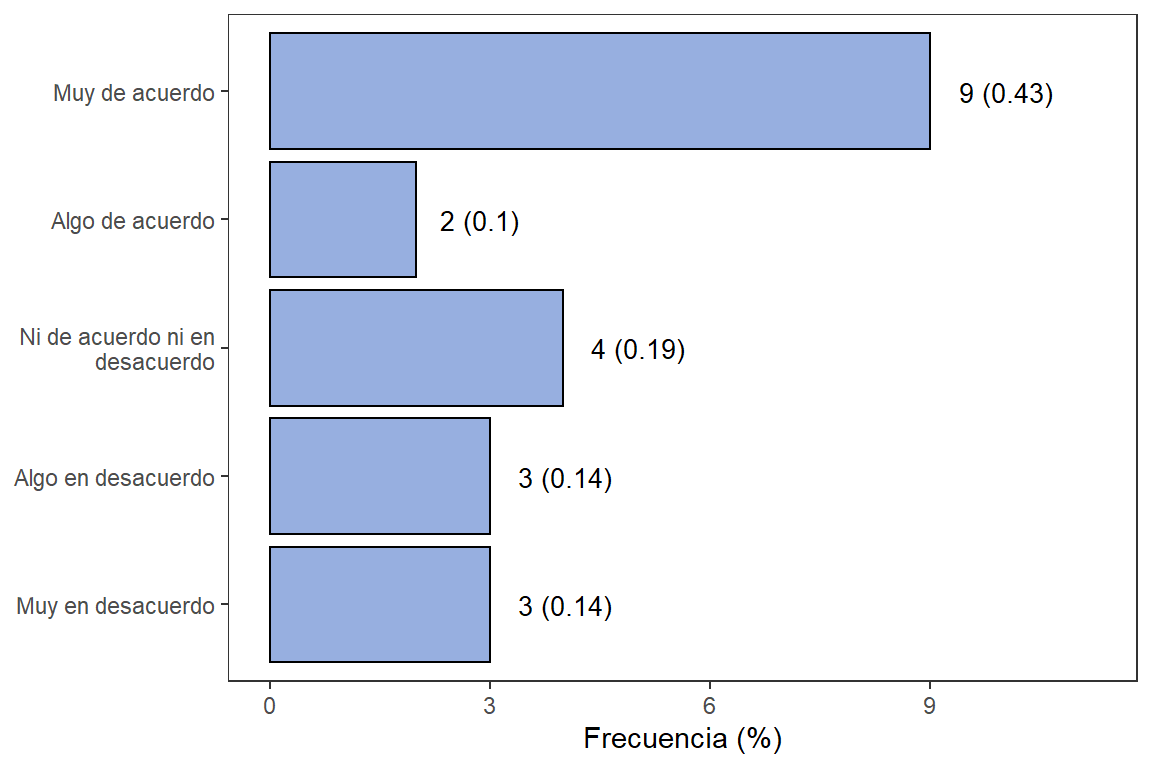 Muy de acuerdo
9 (0.43)
Algo de acuerdo
2 (0.1)
Ni de acuerdo ni en
desacuerdo
4 (0.19)
Algo en desacuerdo
3 (0.14)
Muy en desacuerdo
3 (0.14)
0
3
6
9
Frecuencia (%)